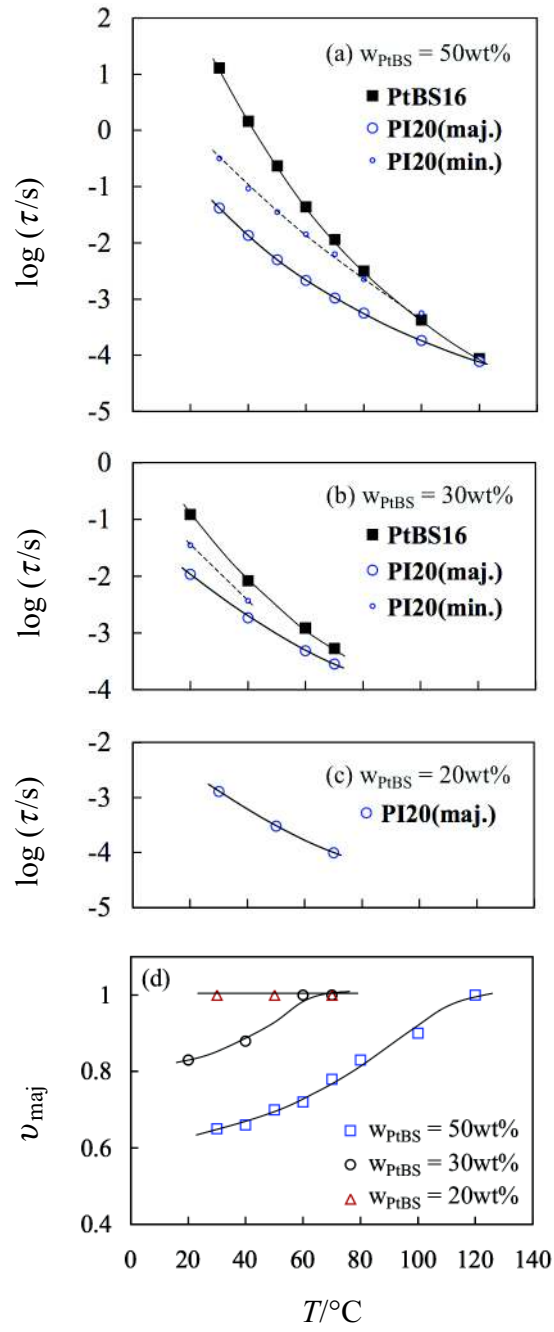 2
1
0
-1
-2
-3
-4
-5
log (τ/s)
(a) wPtBS = 50wt%
PtBS16
PI20(maj.)
PI20(min.)
0
-1
-2
-3
-4
log (τ/s)
(b) wPtBS = 30wt%
PtBS16
PI20(maj.)
PI20(min.)
-2
-3
-4
-5
log (τ/s)
(c) wPtBS = 20wt%
PI20(maj.)
(d)
1
0.8
0.6
0.4
υmaj
wPtBS = 50wt%
wPtBS = 30wt%
wPtBS = 20wt%
0 20 40 60 80 100 120 140
T/°C